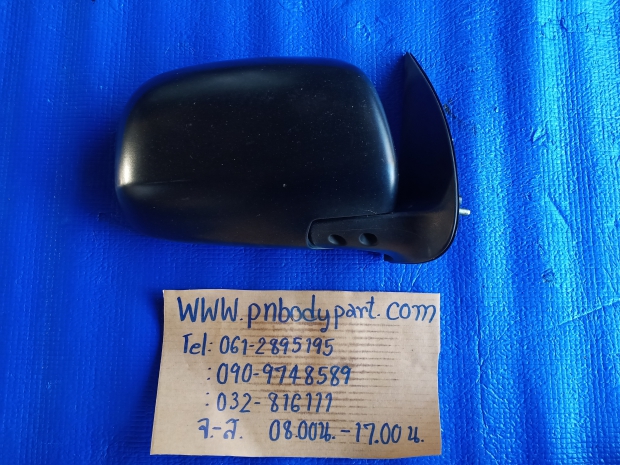 WWW.pnbodypart.com
Tel: 061-2895195
: 090-9748589
: 032-816111
จ.-ส. 08.00น.-17.00น.